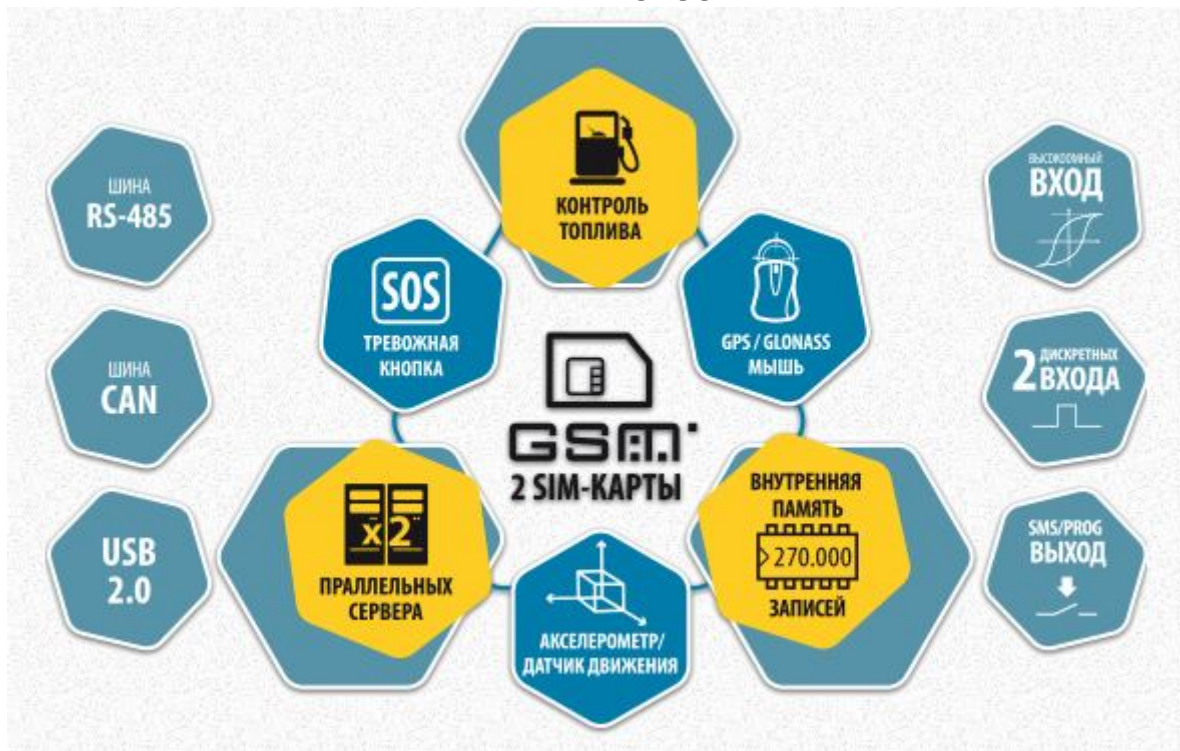 КОНТРОЛЬ
ТОПЛИВА
ШИНА
RS-485
ВЫСОКООМНЫЙ
ВХОД
SOS
ТРЕВОЖНАЯ
КНОПКА
GPS / GLONASS
МЫШЬ
ШИНА
CAN
2 ДИСКРЕТНЫХ
ВХОДА
GSM
2 SIM-КАРТЫ
x2
ПРАЛЛЕЛЬНЫХ
СЕРВЕРА
ВНУТРЕННЯЯ
ПАМЯТЬ
270.000
ЗАПИСЕЙ
USB
2.0
SMS/PROG
ВЫХОД
АКСЕЛЕРОМЕТР/
ДАТЧИК ДВИЖЕНИЯ